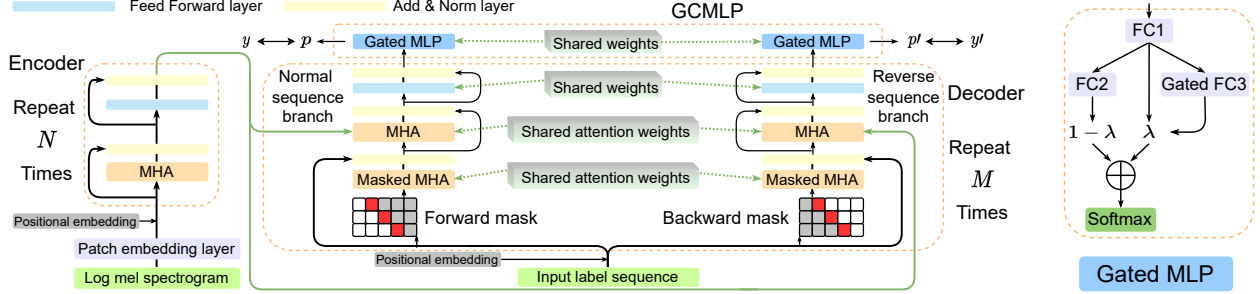 Feed Forward layer
Add & Norm layer
GCMLP
y
p
Gated MLP
Shared weights
Gated MLP
p′
y′
Encoder
Repeat
N
Times
MHA
Positional embedding
Patch embedding layer
Log mel spectrogram
Normal
sequence
branch
Shared weights
Reverse
sequence
branch
MHA
Shared attention weights
MHA
Masked MHA
Shared attention weights
Masked MHA
Forward mask
Backward mask
Positional embedding
Input label sequence
Decoder
Repeat
M
Times
FC1
FC2
Gated FC3
1 − λ
λ
Softmax
Gated MLP